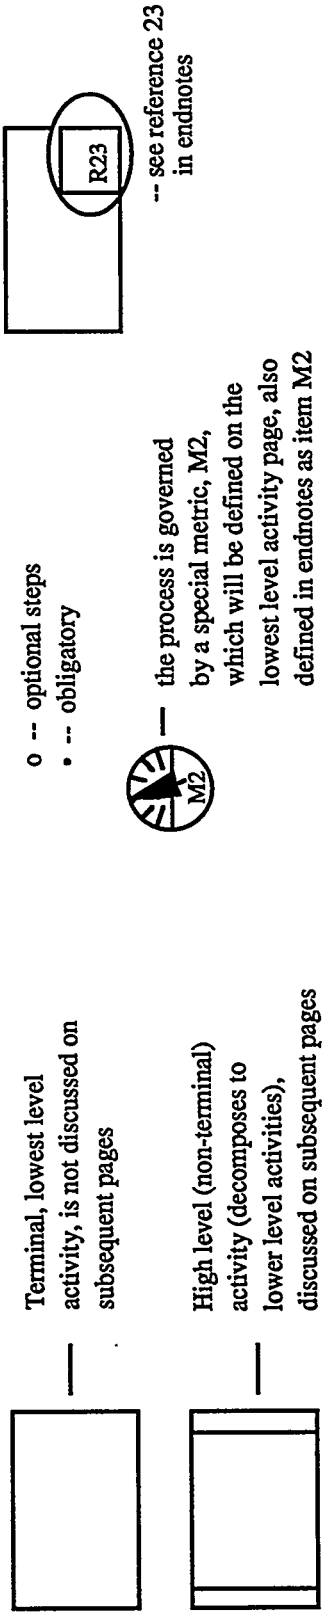 Terminal, lowest level
activity, is not discussed on
subsequent pages
High level (non-terminal)
activity (decomposes to
lower level activities),
discussed on subsequent pages
o -- optional steps
• -- obligatory
M2
— the process is governed
by a special metric, M2,
which will be defined on the
lowest level activity page, also
defined in endnotes as item M2
R23
-- see reference 23
in endnotes